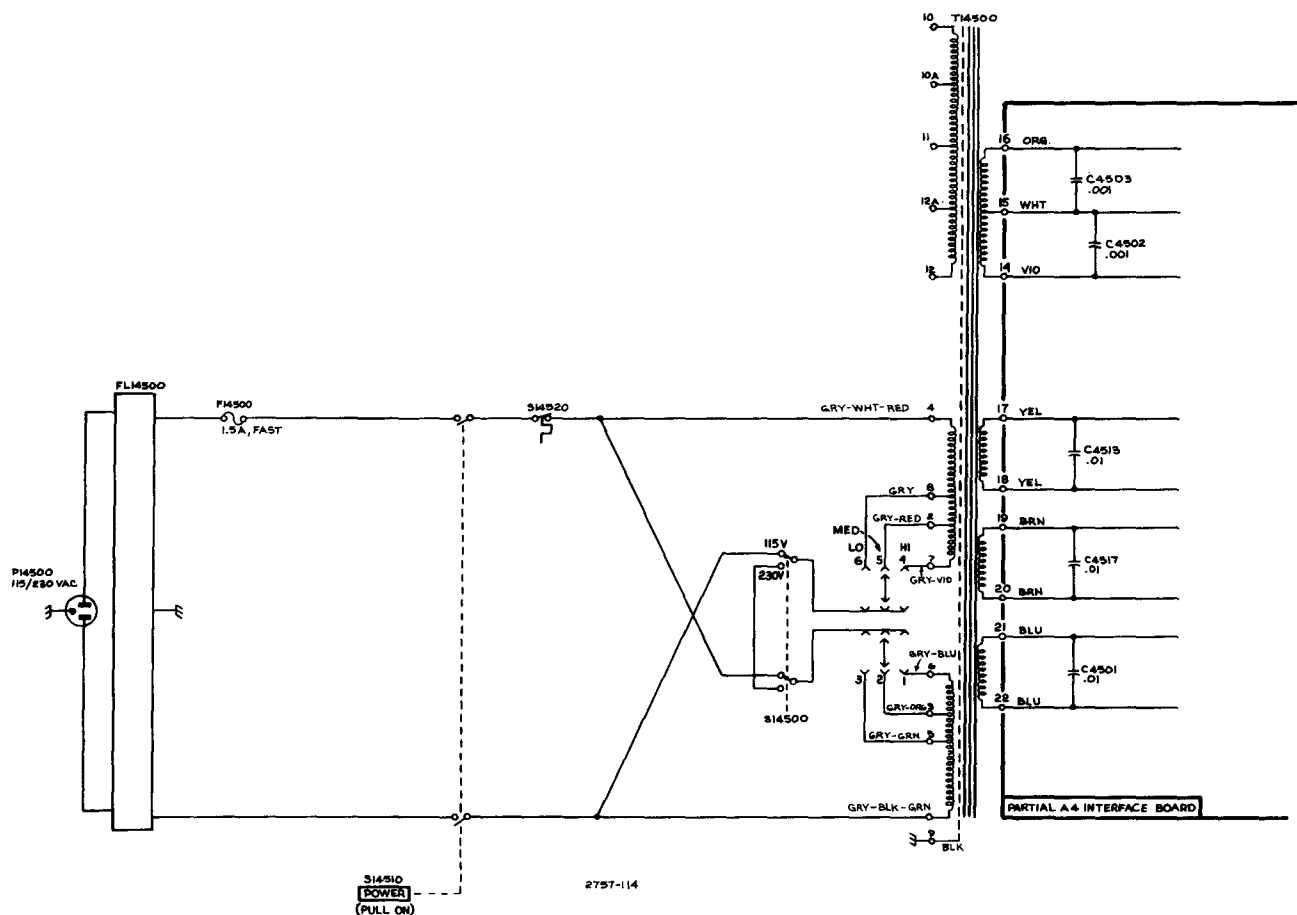 10
T14500
10A
11
12A
13
16 ORG.
C4503
.001
15 WHT
C4502
.001
14 VIO
FL14500
F14500
1.5A, FAST
S14520
GRY-WHT-RED 4
17 YEL
C4513
.01
18 YEL
GRY 8
GRY-RED 2
MED
LO HI
6 5 4 7
GRY-VIO
19 BRN
C4517
.01
20 BRN
115V
230V
P14500
115/230 VAC
21 BLU
C4501
.01
22 BLU
GRY-BLU 6
3 2 1
GRY-ORG 3
GRY-GRN 5
S14500
GRY-BLK-GRN 1
9
BLK
PARTIAL A4 INTERFACE BOARD
S14510
POWER
(PULL ON)
2757-114